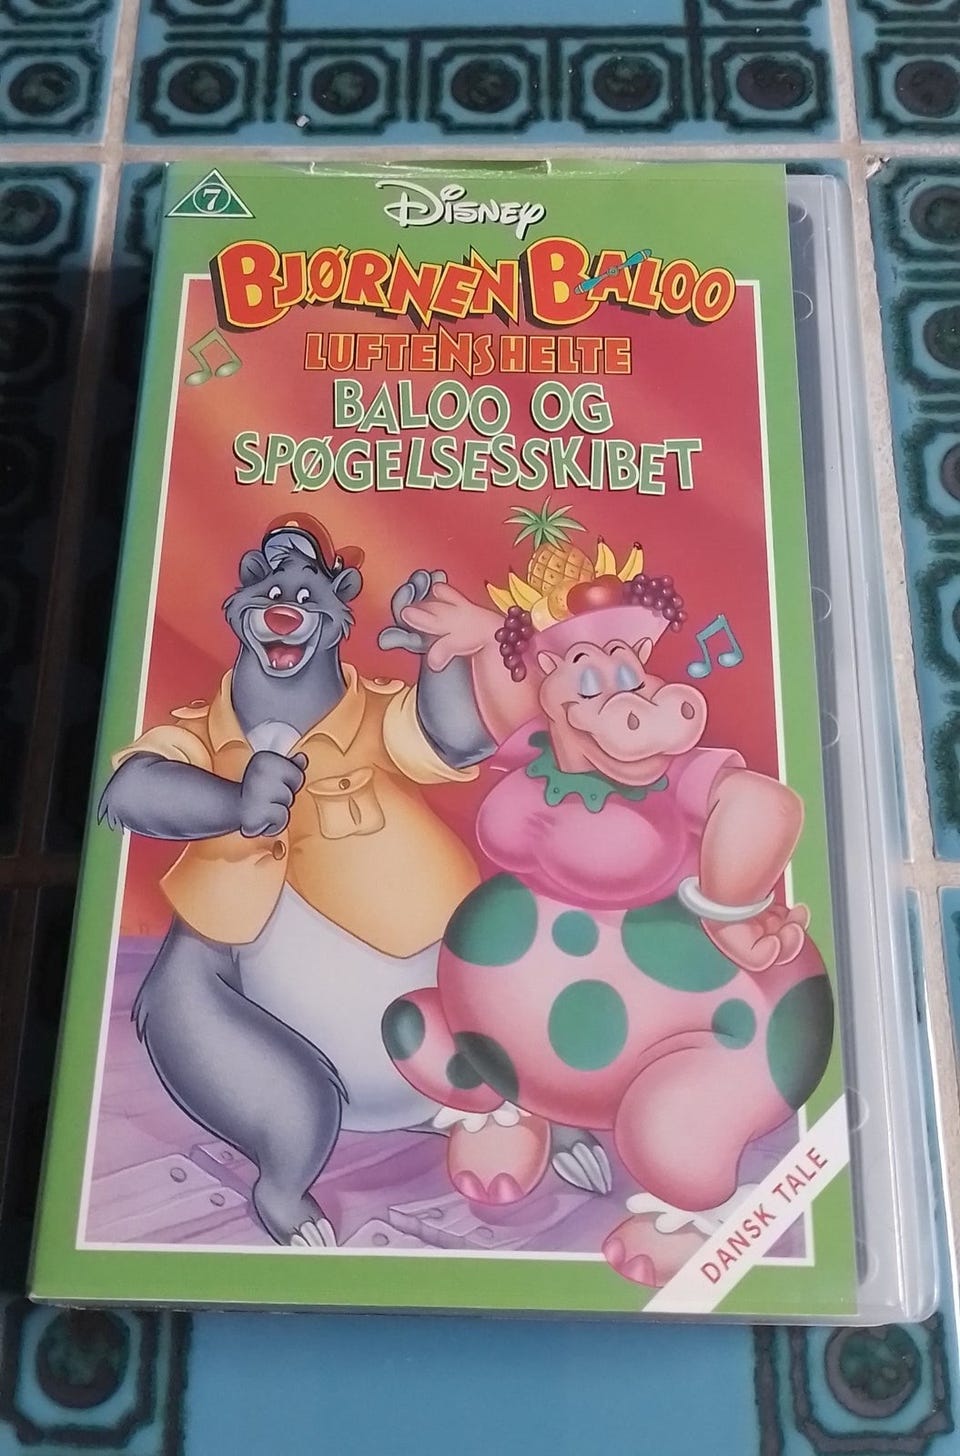 7
Disney
BJØRNEN BALOO
LUFTENS HELTE
BALOO OG
SPØGELSESSKIBET
DANSK TALE